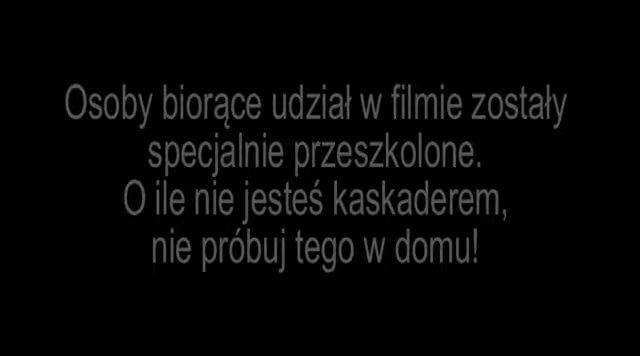 Osoby biorące udział w filmie zostały
specjalnie przeszkolone.
O ile nie jesteś kaskaderem,
nie próbuj tego w domu!